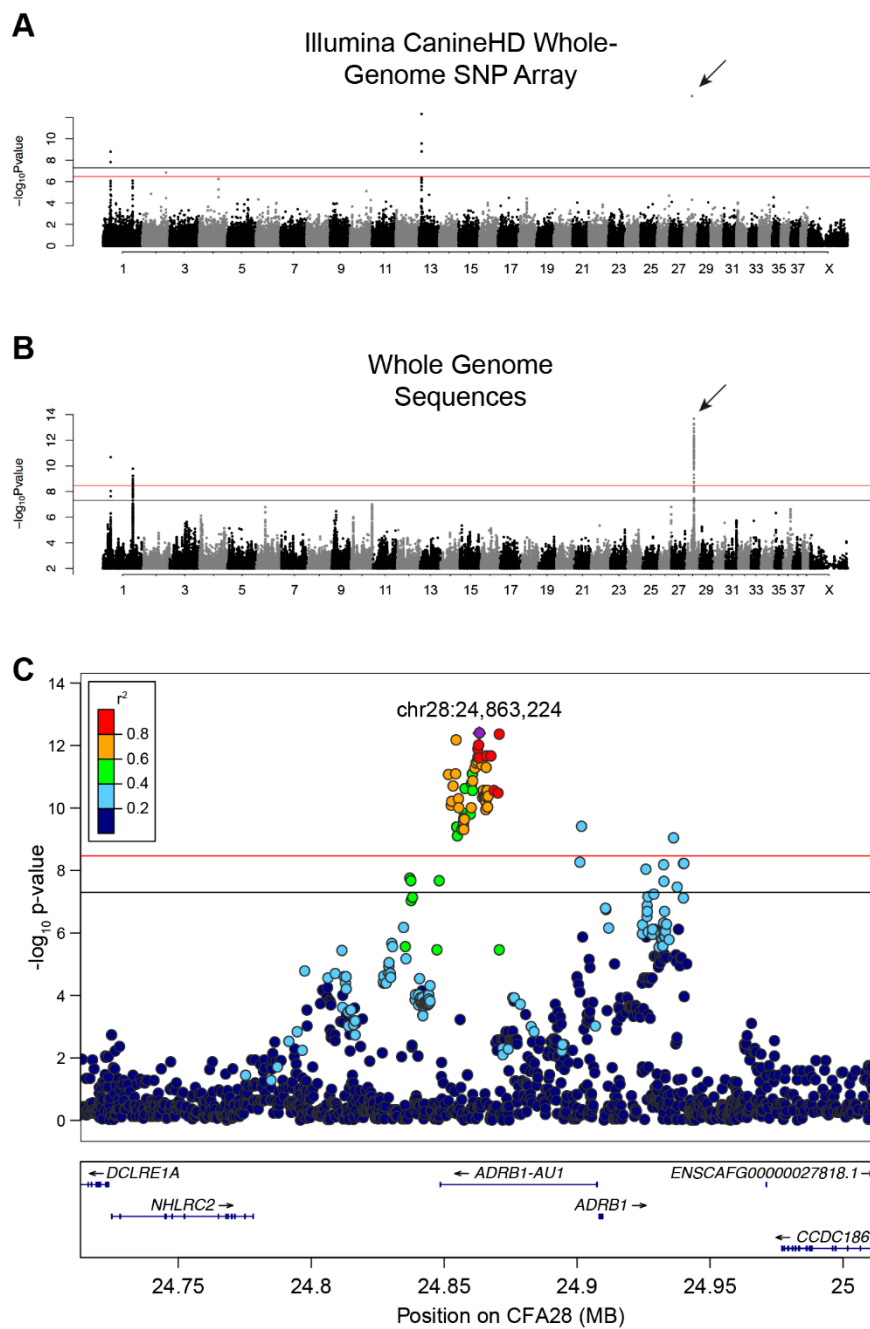 A
Illumina CanineHD Whole-
Genome SNP Array
-log10Pvalue
0 2 4 6 8 10
1 3 5 7 9 11 13 15 17 19 21 23 25 27 29 31 33 35 37 X
B
Whole Genome
Sequences
-log10Pvalue
2 4 6 8 10 12 14
1 3 5 7 9 11 13 15 17 19 21 23 25 27 29 31 33 35 37 X
C
r2
0.8
0.6
0.4
0.2
chr28:24,863,224
-log10 p-value
14
12
10
8
6
4
2
0
← DCLRE1A
← ADRB1-AU1
ENSCAFG00000027818.1 →
NHLRC2 →
ADRB1 →
← CCDC186
24.75 24.8 24.85 24.9 24.95 25
Position on CFA28 (MB)